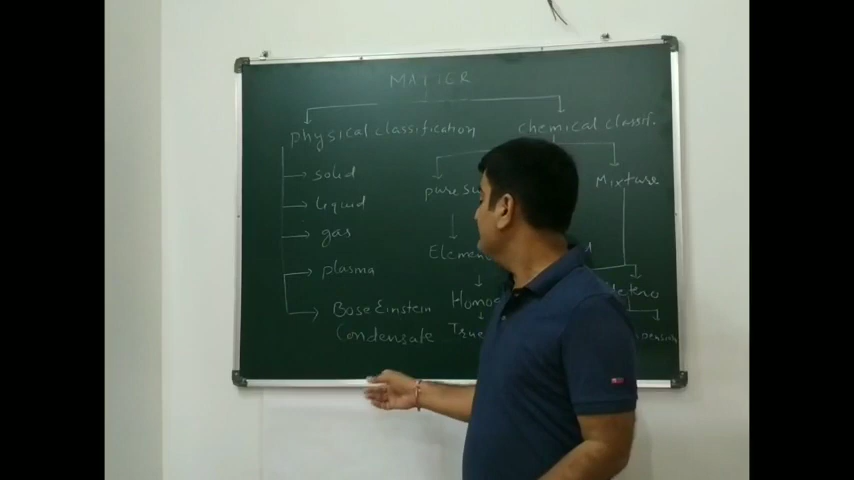 MATTER
physical classification
chemical classif.
solid
pure su
Mixture
liquid
gas
Elemen
d
plasma
Homo
Hetero
Bose Einstein
True
Condensate